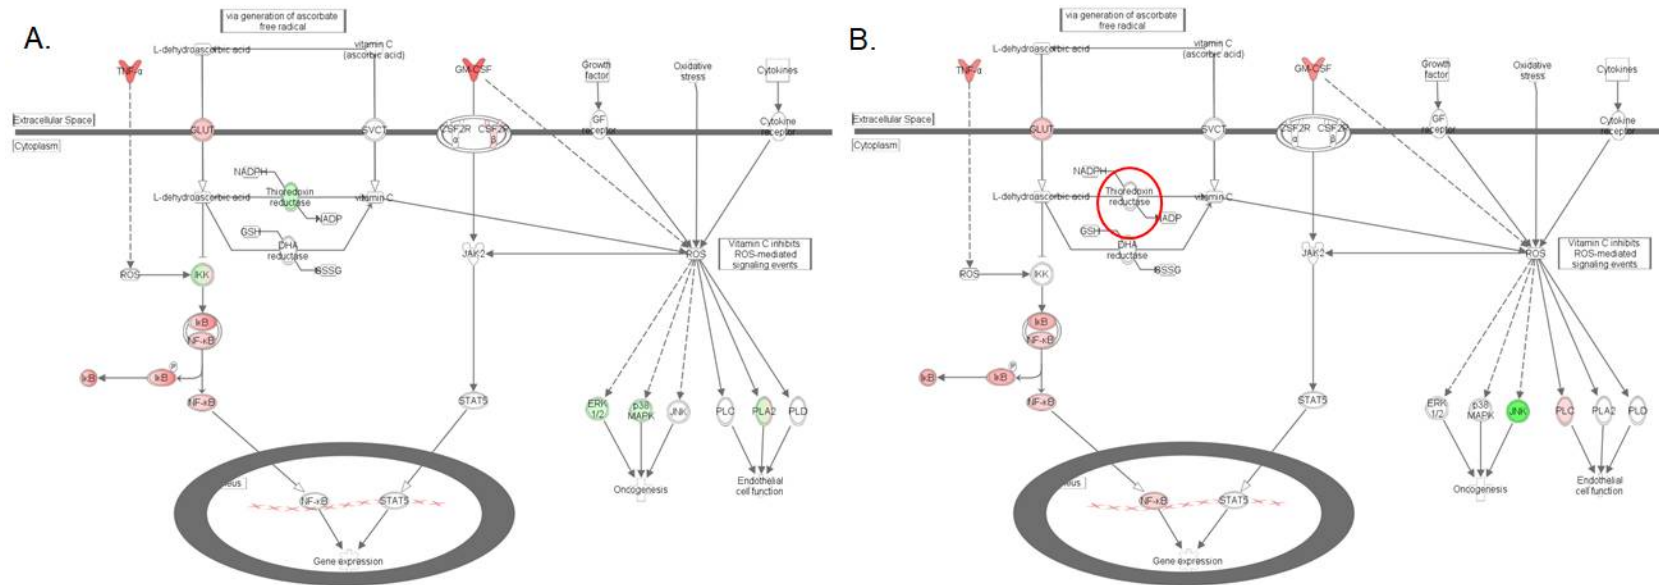 A.
via generation of ascorbate
free radical
L-dehydroascorbic acid
vitamin C
(ascorbic acid)
TNF-α
GM-CSF
Growth
factor
Oxidative
stress
Cytokines
Extracellular Space
GLUT
SVCT
CSF2R
α
CSF2R
β
GF
receptor
Cytokine
receptor
Cytoplasm
NADPH
Thioredoxin
reductase
L-dehydroascorbic acid
vitamin C
NADP
GSH
DHA
reductase
GSSG
JAK2
ROS
Vitamin C inhibits
ROS-mediated
signaling events
ROS
IKK
IκB
NF-κB
IκB
IκB
P
NF-κB
STAT5
ERK
1/2
p38
MAPK
JNK
PLC
PLA2
PLD
Oncogenesis
Endothelial
cell function
leus
NF-κB
STAT5
Gene expression
B.
via generation of ascorbate
free radical
L-dehydroascorbic acid
vitamin C
(ascorbic acid)
TNF-α
GM-CSF
Growth
factor
Oxidative
stress
Cytokines
Extracellular Space
GLUT
SVCT
CSF2R
α
CSF2R
β
GF
receptor
Cytokine
receptor
Cytoplasm
NADPH
Thioredoxin
reductase
L-dehydroascorbic acid
vitamin C
NADP
GSH
DHA
reductase
GSSG
JAK2
ROS
Vitamin C inhibits
ROS-mediated
signaling events
ROS
IKK
IκB
NF-κB
IκB
IκB
P
NF-κB
STAT5
ERK
1/2
p38
MAPK
JNK
PLC
PLA2
PLD
Oncogenesis
Endothelial
cell function
leus
NF-κB
STAT5
Gene expression